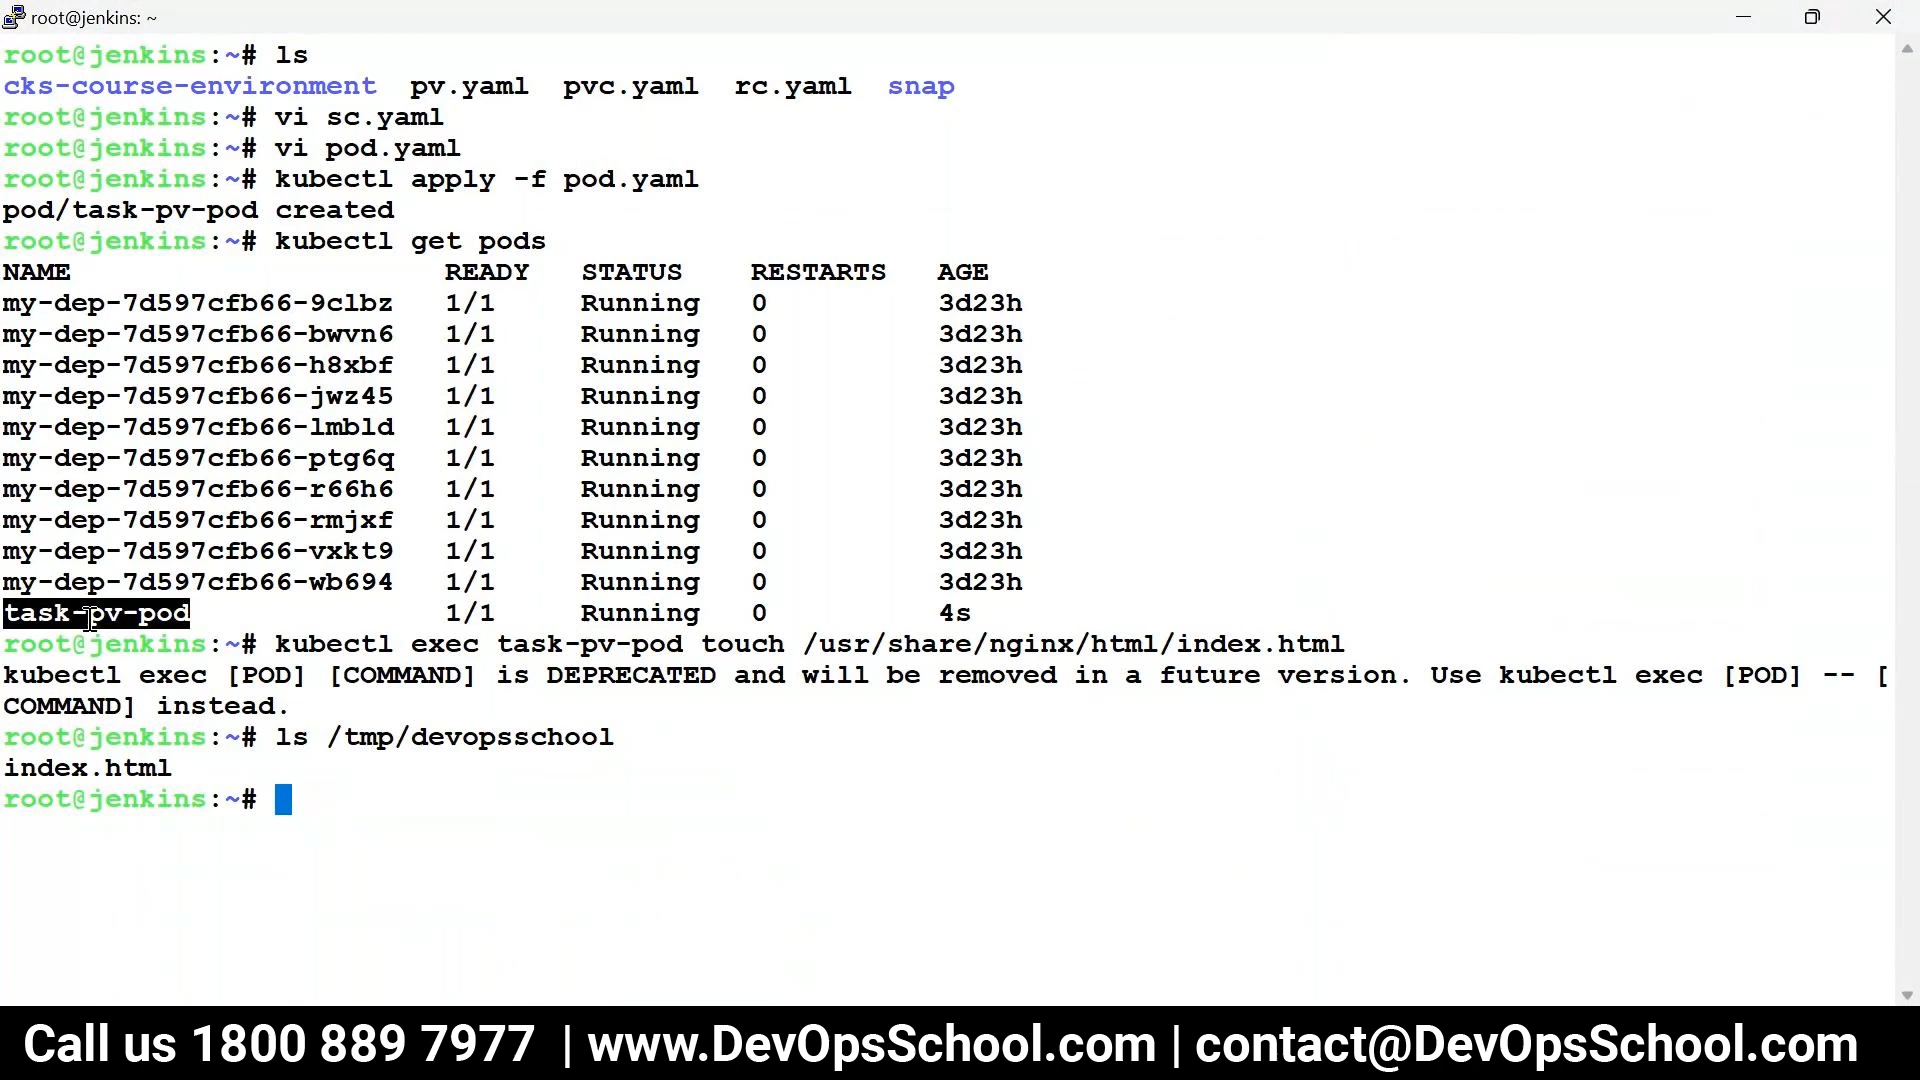 root@jenkins: ~
root@jenkins:~# ls
cks-course-environment  pv.yaml  pvc.yaml  rc.yaml  snap
root@jenkins:~# vi sc.yaml
root@jenkins:~# vi pod.yaml
root@jenkins:~# kubectl apply -f pod.yaml
pod/task-pv-pod created
root@jenkins:~# kubectl get pods
NAME                      READY   STATUS    RESTARTS   AGE
my-dep-7d597cfb66-9clbz   1/1     Running   0          3d23h
my-dep-7d597cfb66-bwvn6   1/1     Running   0          3d23h
my-dep-7d597cfb66-h8xbf   1/1     Running   0          3d23h
my-dep-7d597cfb66-jwz45   1/1     Running   0          3d23h
my-dep-7d597cfb66-lmbld   1/1     Running   0          3d23h
my-dep-7d597cfb66-ptg6q   1/1     Running   0          3d23h
my-dep-7d597cfb66-r66h6   1/1     Running   0          3d23h
my-dep-7d597cfb66-rmjxf   1/1     Running   0          3d23h
my-dep-7d597cfb66-vxkt9   1/1     Running   0          3d23h
my-dep-7d597cfb66-wb694   1/1     Running   0          3d23h
task-pv-pod               1/1     Running   0          4s
root@jenkins:~# kubectl exec task-pv-pod touch /usr/share/nginx/html/index.html
kubectl exec [POD] [COMMAND] is DEPRECATED and will be removed in a future version. Use kubectl exec [POD] -- [
COMMAND] instead.
root@jenkins:~# ls /tmp/devopsschool
index.html
root@jenkins:~#
Call us 1800 889 7977 | www.DevOpsSchool.com | contact@DevOpsSchool.com